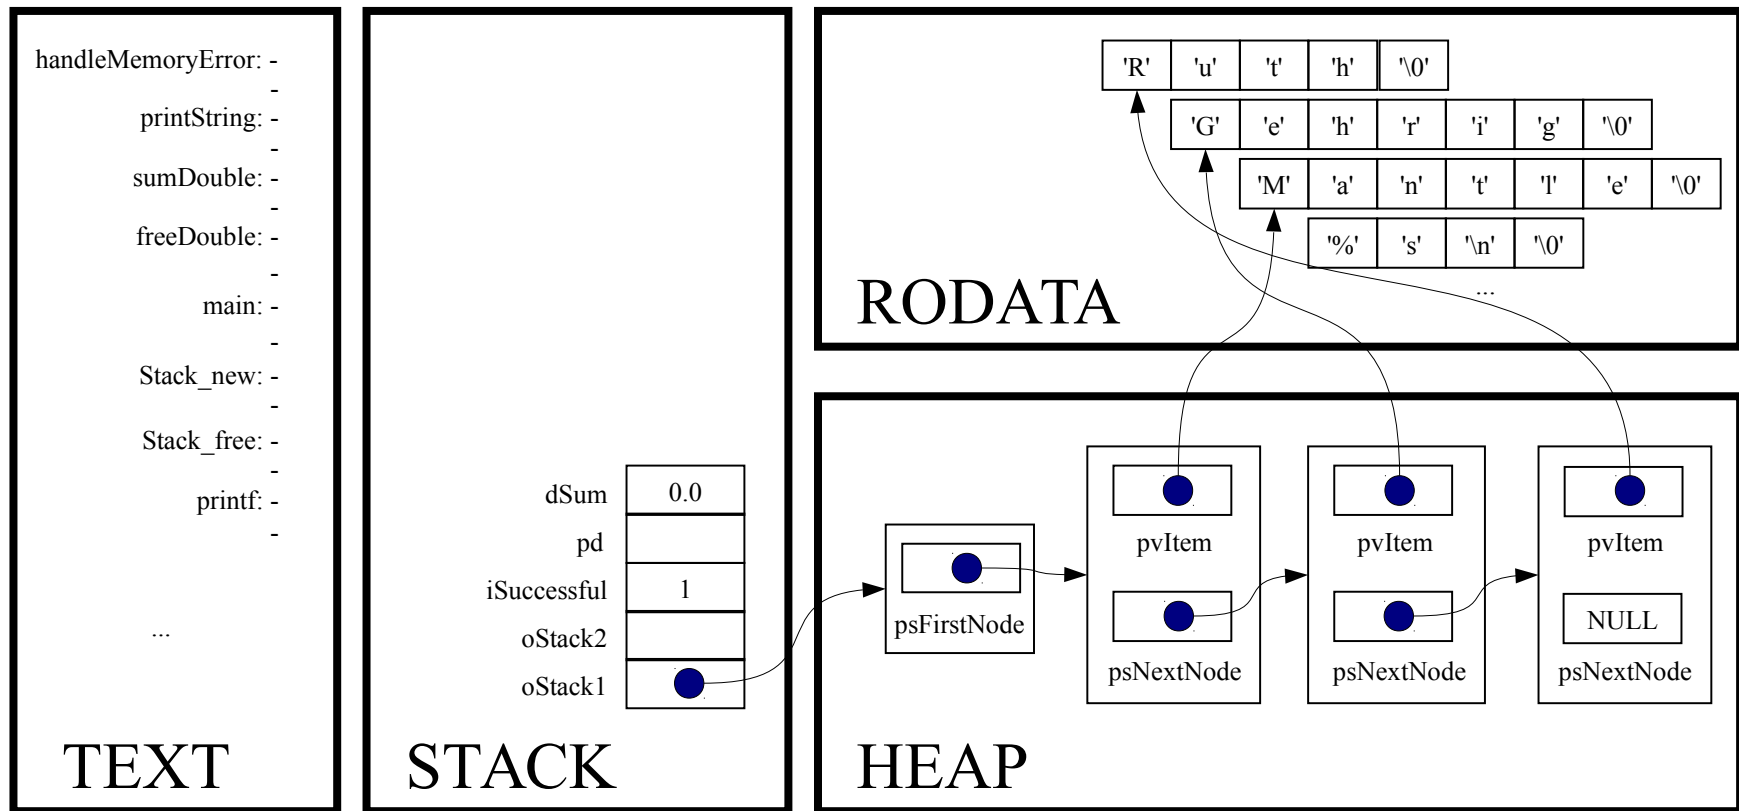 handleMemoryError: -
-
printString: -
-
sumDouble: -
-
freeDouble: -
-
main: -
-
Stack_new: -
-
Stack_free: -
-
printf: -
-
...
TEXT
dSum 0.0
pd
iSuccessful 1
oStack2
oStack1
STACK
'R' 'u' 't' 'h' '\0'
'G' 'e' 'h' 'r' 'i' 'g' '\0'
'M' 'a' 'n' 't' 'l' 'e' '\0'
'%' 's' '\n' '\0'
...
RODATA
psFirstNode
pvItem
psNextNode
pvItem
psNextNode
pvItem
NULL
psNextNode
HEAP